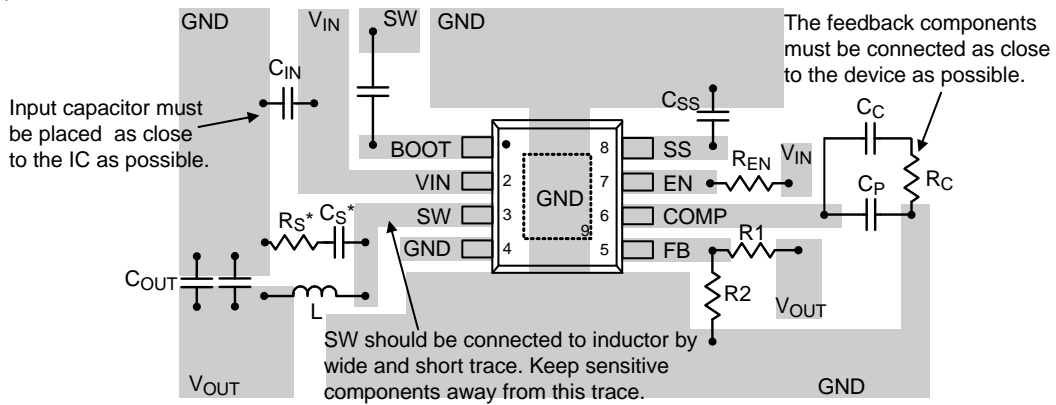 GND
VIN
SW
GND
The feedback components
must be connected as close
to the device as possible.
CIN
Input capacitor must
be placed as close
to the IC as possible.
CSS
CC
BOOT
8
SS
REN
VIN
RC
VIN
2
GND
7
EN
CP
SW
3
6
COMP
RS*
CS*
GND
4
9
5
FB
R1
COUT
R2
L
VOUT
SW should be connected to inductor by
wide and short trace. Keep sensitive
components away from this trace.
VOUT
GND